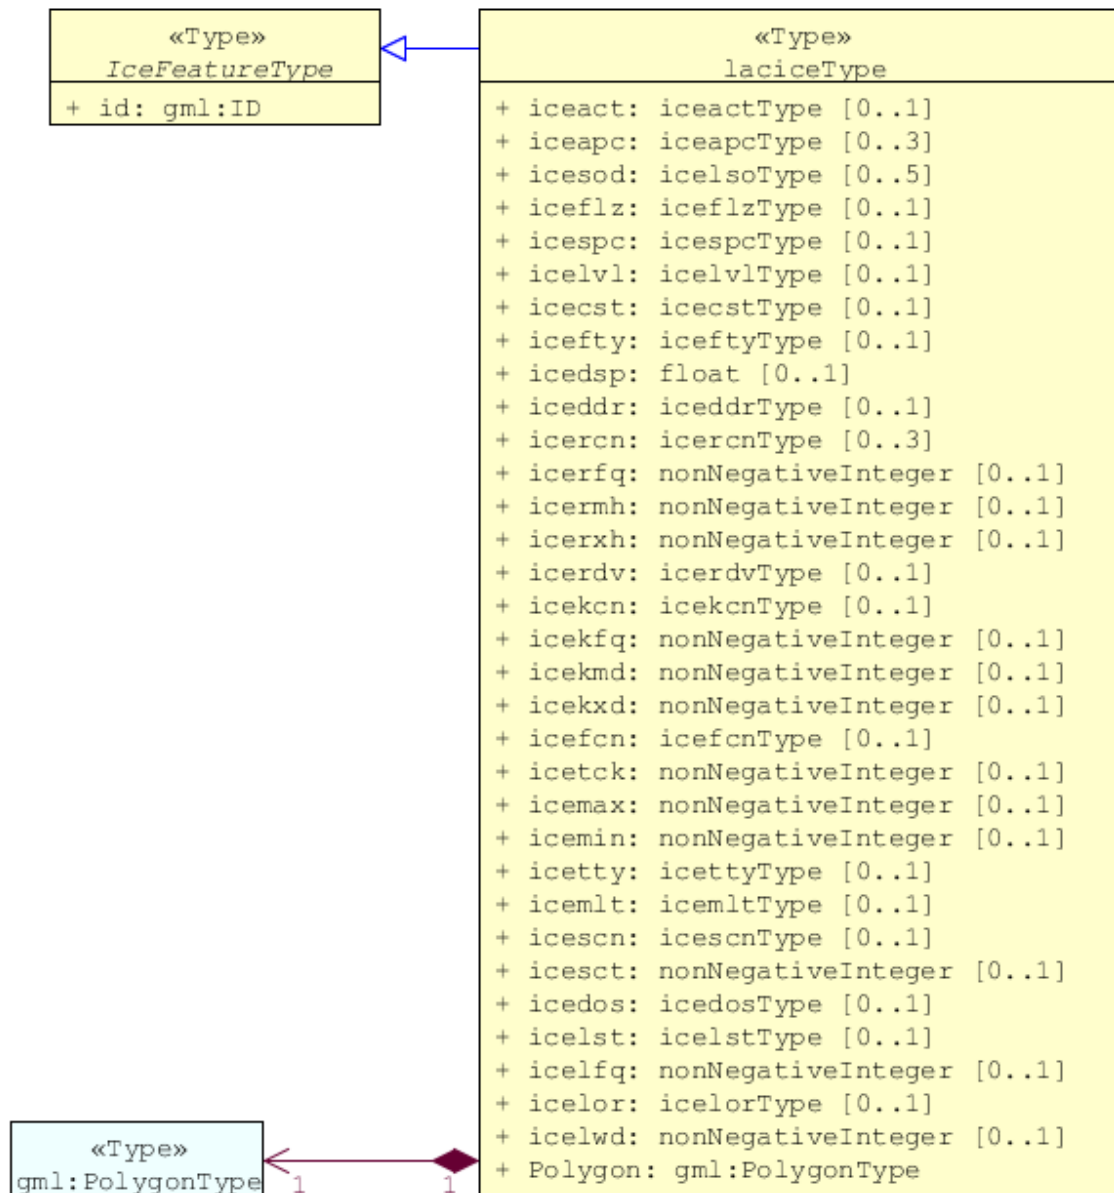 «Type»
IceFeatureType
+ id: gml:ID
«Type»
laciceType
+ iceact: iceactType [0..1]
+ iceapc: iceapcType [0..3]
+ icesod: icelsoType [0..5]
+ iceflz: iceflzType [0..1]
+ icespc: icespcType [0..1]
+ icelvl: icelvlType [0..1]
+ icecst: icecstType [0..1]
+ icefty: iceftyType [0..1]
+ icedsp: float [0..1]
+ iceddr: iceddrType [0..1]
+ icercn: icercnType [0..3]
+ icerfq: nonNegativeInteger [0..1]
+ icermh: nonNegativeInteger [0..1]
+ icerxh: nonNegativeInteger [0..1]
+ icerdv: icerdvType [0..1]
+ icekcn: icekcnType [0..1]
+ icekfq: nonNegativeInteger [0..1]
+ icekmd: nonNegativeInteger [0..1]
+ icekxd: nonNegativeInteger [0..1]
+ icefcn: icefcnType [0..1]
+ icetck: nonNegativeInteger [0..1]
+ icemax: nonNegativeInteger [0..1]
+ icemin: nonNegativeInteger [0..1]
+ icetty: icettyType [0..1]
+ icemlt: icemltType [0..1]
+ icescn: icescnType [0..1]
+ icesct: nonNegativeInteger [0..1]
+ icedos: icedosType [0..1]
+ icelst: icelstType [0..1]
+ icelfq: nonNegativeInteger [0..1]
+ icelor: icelorType [0..1]
+ icelwd: nonNegativeInteger [0..1]
+ Polygon: gml:PolygonType
«Type»
gml:PolygonType
1 1